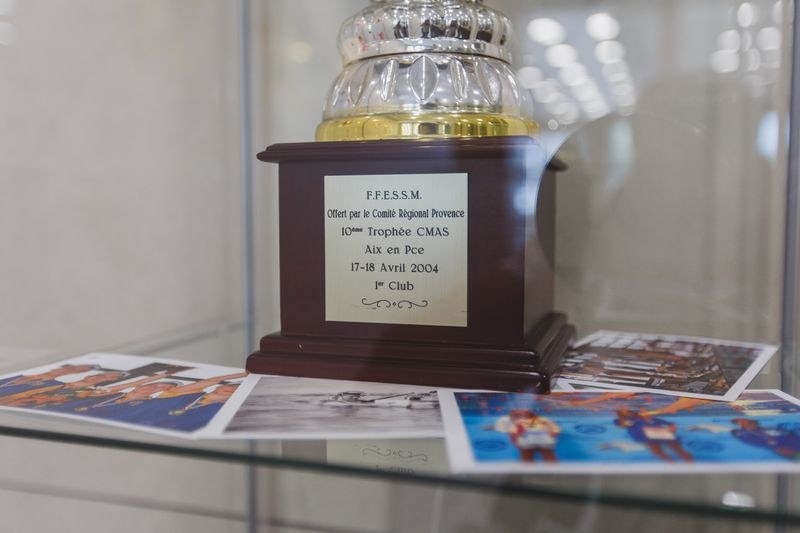 F.F.E.S.S.M.
Offert par le Comité Régional Provence
10ème Trophée CMAS
Aix en Pce
17-18 Avril 2004
1er Club